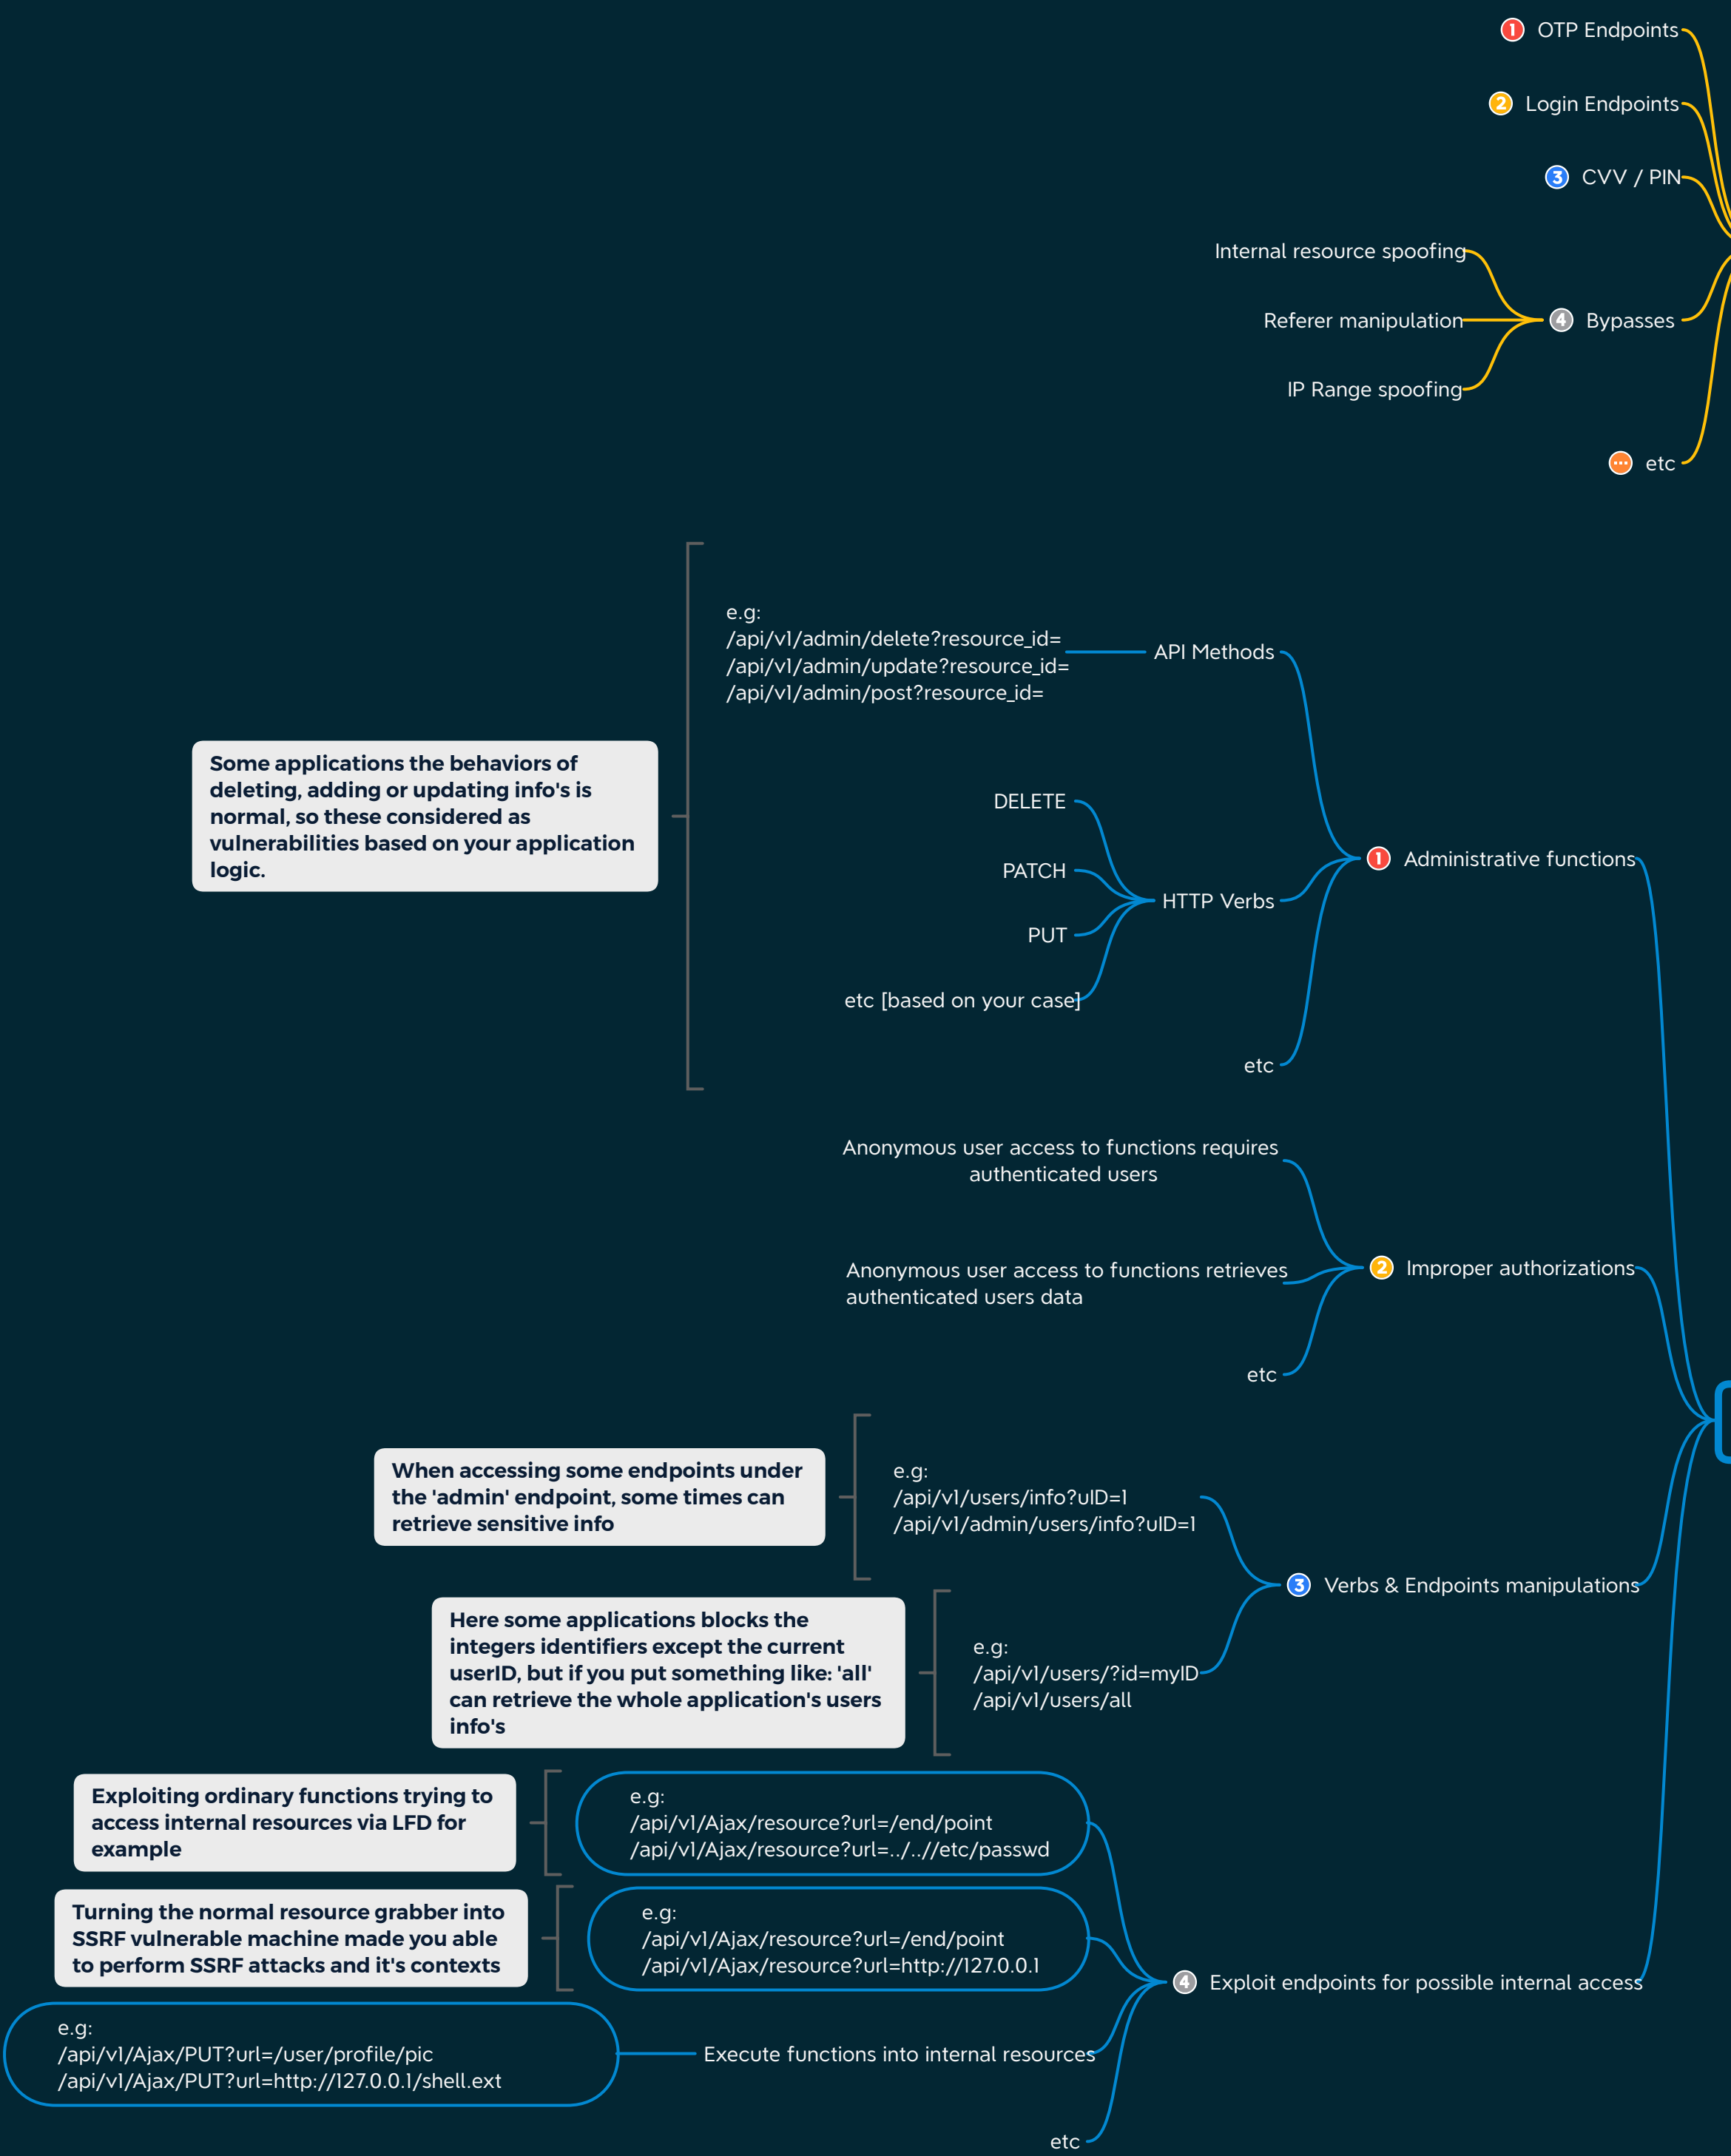 1 OTP Endpoints
2 Login Endpoints
3 CVV / PIN
Internal resource spoofing
Referer manipulation
IP Range spoofing
4 Bypasses
etc
e.g:
/api/v1/admin/delete?resource_id=
/api/v1/admin/update?resource_id=
/api/v1/admin/post?resource_id=
API Methods
Some applications the behaviors of
deleting, adding or updating info's is
normal, so these considered as
vulnerabilities based on your application
logic.
DELETE
PATCH
PUT
etc [based on your case]
HTTP Verbs
etc
1 Administrative functions
Anonymous user access to functions requires
authenticated users
Anonymous user access to functions retrieves
authenticated users data
etc
2 Improper authorizations
When accessing some endpoints under
the 'admin' endpoint, some times can
retrieve sensitive info
e.g:
/api/v1/users/info?uID=1
/api/v1/admin/users/info?uID=1
Here some applications blocks the
integers identifiers except the current
userID, but if you put something like: 'all'
can retrieve the whole application's users
info's
e.g:
/api/v1/users/?id=myID
/api/v1/users/all
3 Verbs & Endpoints manipulations
Exploiting ordinary functions trying to
access internal resources via LFD for
example
e.g:
/api/v1/Ajax/resource?url=/end/point
/api/v1/Ajax/resource?url=../..//etc/passwd
Turning the normal resource grabber into
SSRF vulnerable machine made you able
to perform SSRF attacks and it's contexts
e.g:
/api/v1/Ajax/resource?url=/end/point
/api/v1/Ajax/resource?url=http://127.0.0.1
4 Exploit endpoints for possible internal access
e.g:
/api/v1/Ajax/PUT?url=/user/profile/pic
/api/v1/Ajax/PUT?url=http://127.0.0.1/shell.ext
Execute functions into internal resources
etc